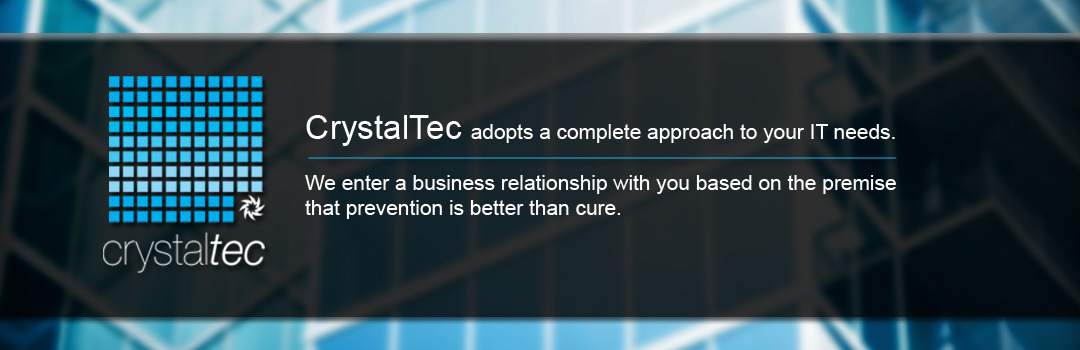 CrystalTec adopts a complete approach to your IT needs.
We enter a business relationship with you based on the premise
that prevention is better than cure.
crystaltec